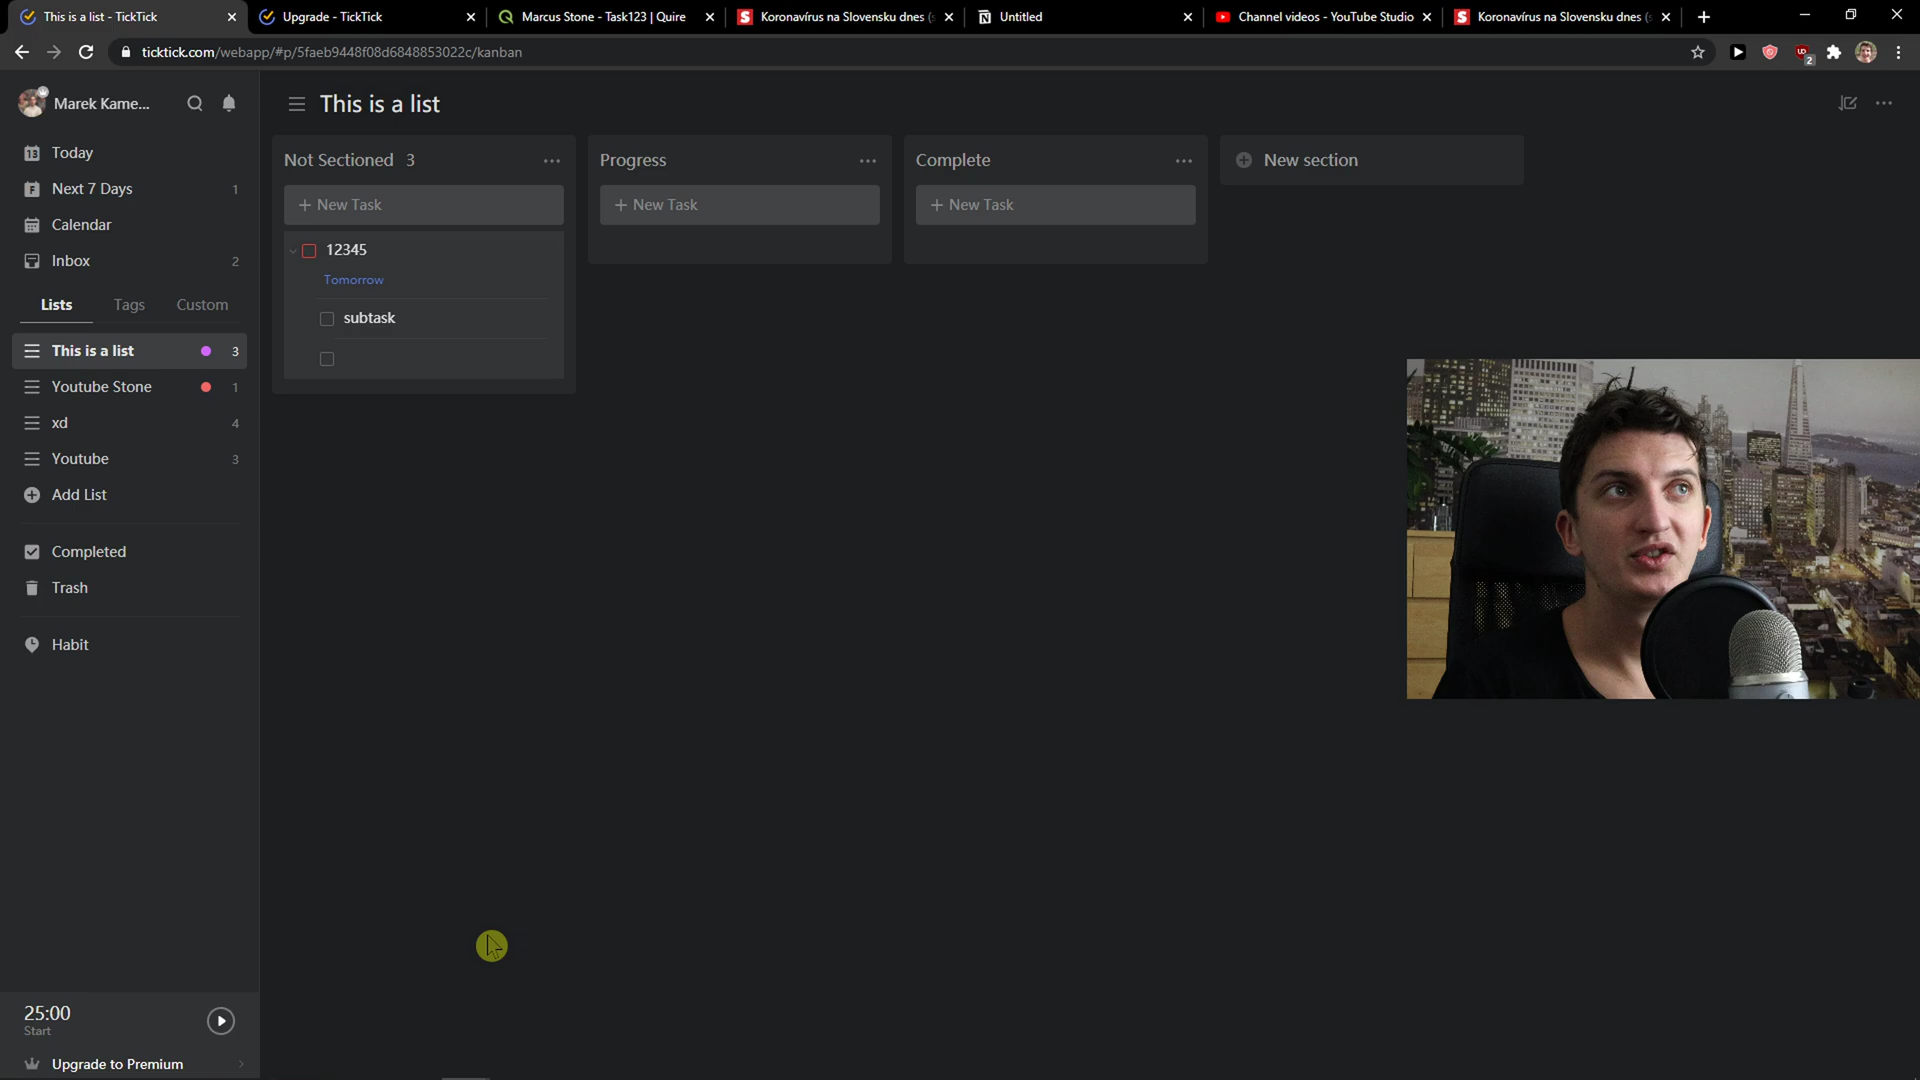 This is a list - TickTick
Upgrade - TickTick
Marcus Stone - Task123 | Quire
Koronavírus na Slovensku dnes (
Untitled
Channel videos - YouTube Studio
Koronavírus na Slovensku dnes (
ticktick.com/webapp/#p/5faeb9448f08d6848853022c/kanban
2
Marek Kame...
Today
Next 7 Days 1
Calendar
Inbox 2
Lists Tags Custom
This is a list 3
Youtube Stone 1
xd 4
Youtube 3
Add List
Completed
Trash
Habit
25:00
Start
Upgrade to Premium
This is a list
Not Sectioned 3
+ New Task
12345
Tomorrow
subtask
Progress
+ New Task
Complete
+ New Task
New section